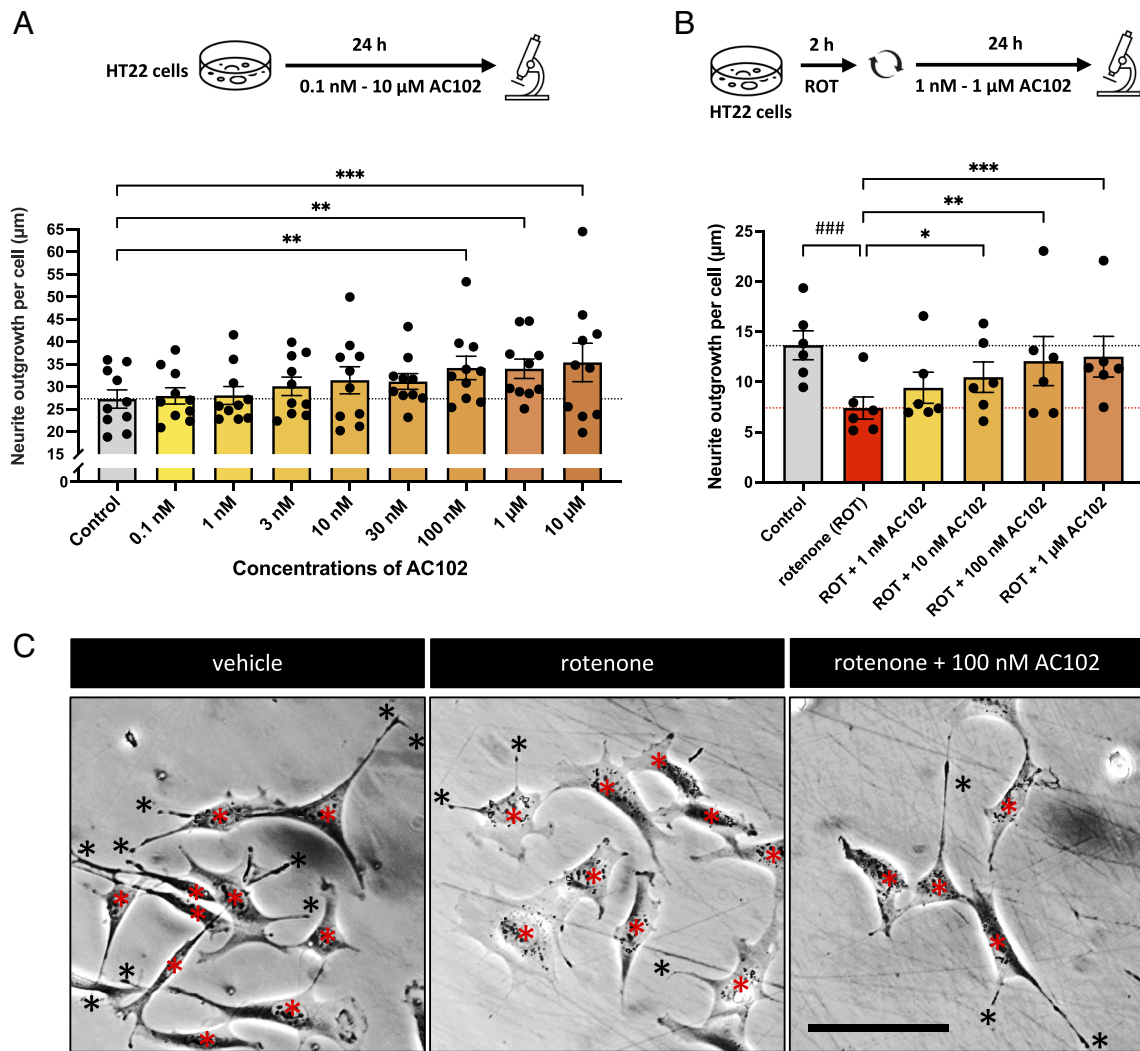 A
24 h
HT22 cells
0.1 nM - 10 µM AC102
***
**
**
Neurite outgrowth per cell (µm)
65
60
55
50
45
40
35
30
25
20
15
0
Control
0.1 nM
1 nM
3 nM
10 nM
30 nM
100 nM
1 µM
10 µM
Concentrations of AC102
B
2 h
24 h
ROT
1 nM - 1 µM AC102
HT22 cells
***
**
###
*
Neurite outgrowth per cell (µm)
25
20
15
10
5
0
Control
rotenone (ROT)
ROT + 1 nM AC102
ROT + 10 nM AC102
ROT + 100 nM AC102
ROT + 1 µM AC102
C
vehicle
rotenone
rotenone + 100 nM AC102